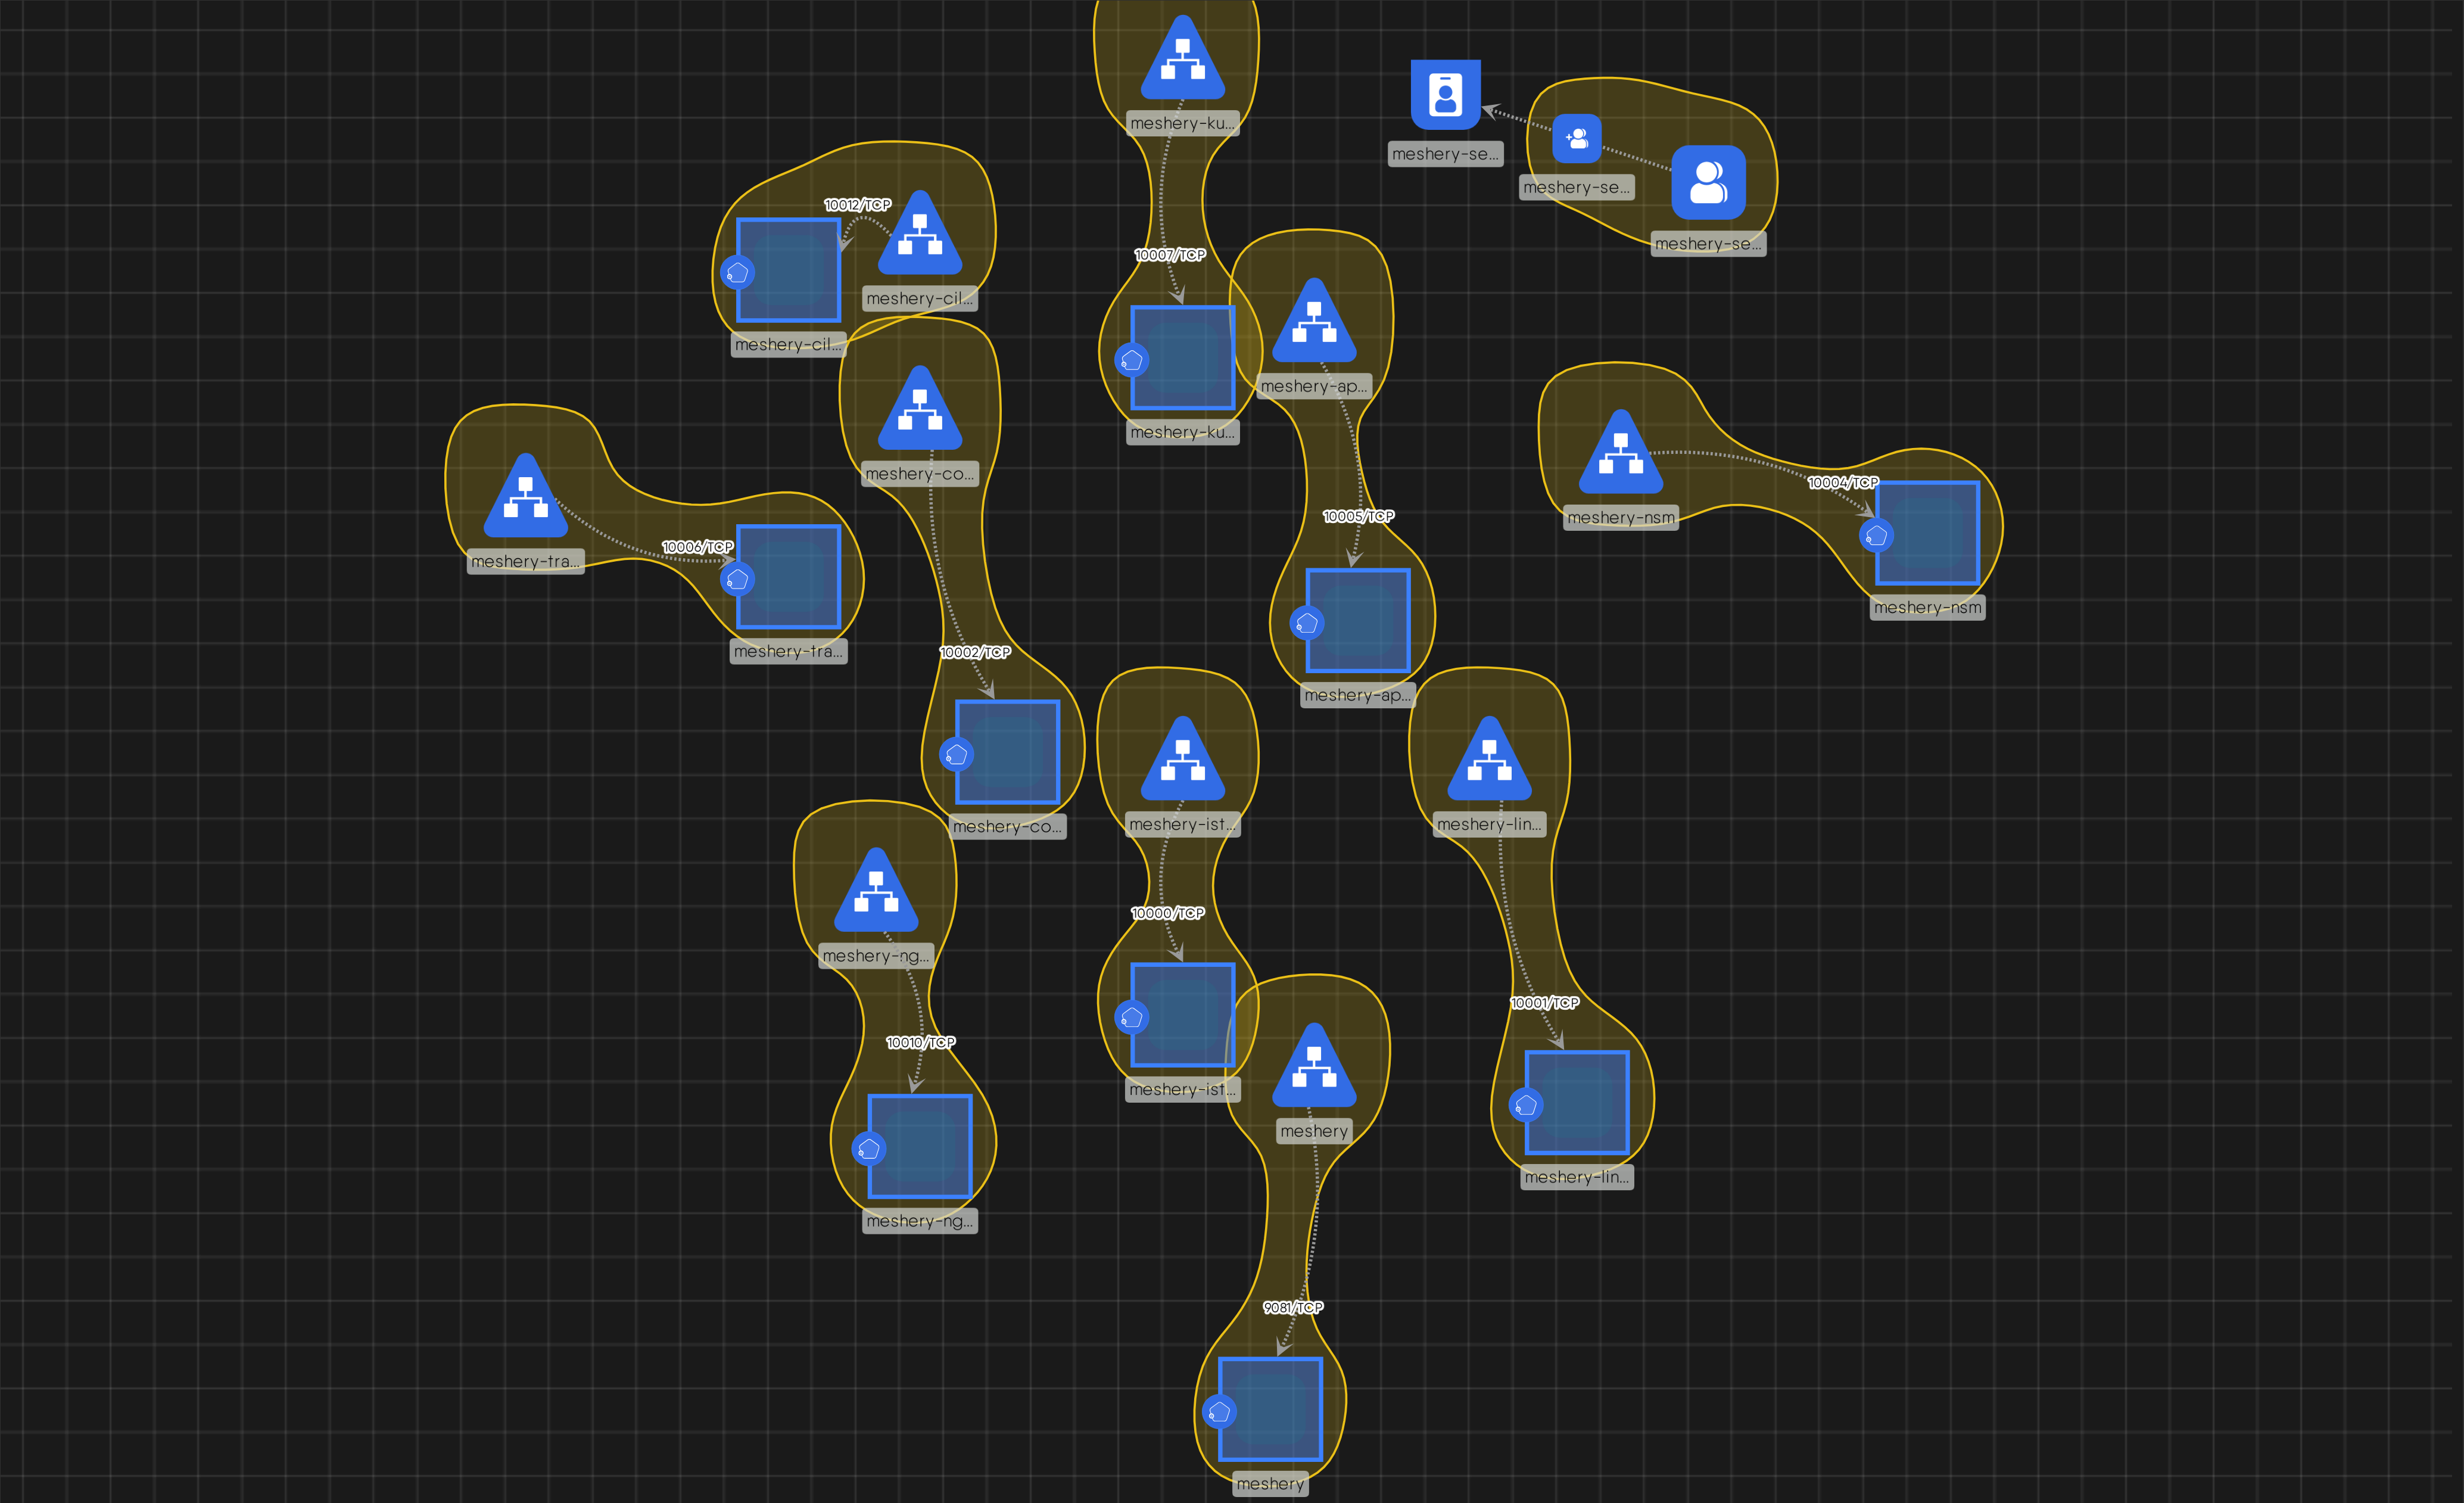 meshery-ku...
meshery-se...
meshery-se...
10012/TCP
meshery-se...
10007/TCP
meshery-cil...
meshery-cil...
meshery-ap...
meshery-ku...
meshery-co...
10004/TCP
10005/TCP
meshery-nsm
10006/TCP
meshery-tra...
meshery-nsm
meshery-tra...
10002/TCP
meshery-ap...
meshery-ist...
meshery-lin...
meshery-co...
10000/TCP
meshery-ng...
10001/TCP
10010/TCP
meshery-ist...
meshery
meshery-lin...
meshery-ng...
9081/TCP
meshery